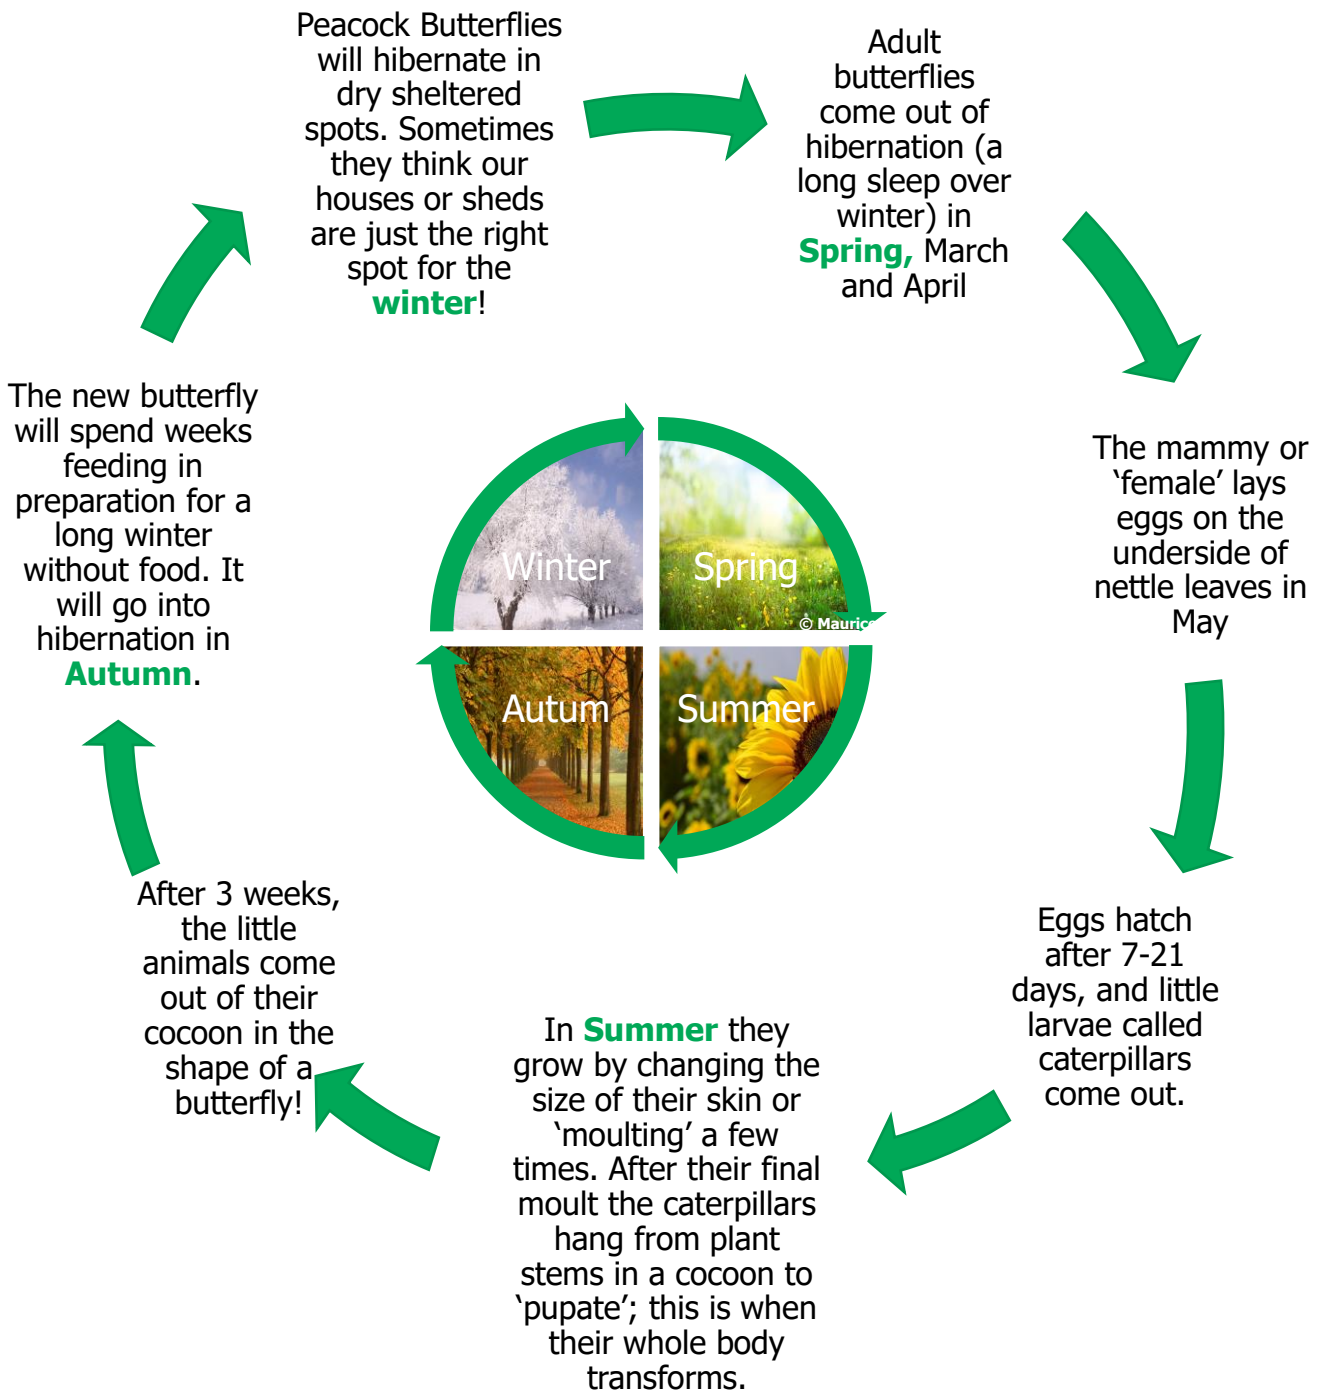 Peacock Butterflies
will hibernate in
dry sheltered
spots. Sometimes
they think our
houses or sheds
are just the right
spot for the
winter!
Adult
butterflies
come out of
hibernation (a
long sleep over
winter) in
Spring, March
and April
The mammy or
‘female’ lays
eggs on the
underside of
nettle leaves in
May
Eggs hatch
after 7-21
days, and little
larvae called
caterpillars
come out.
In Summer they
grow by changing the
size of their skin or
‘moulting’ a few
times. After their final
moult the caterpillars
hang from plant
stems in a cocoon to
‘pupate’; this is when
their whole body
transforms.
After 3 weeks,
the little
animals come
out of their
cocoon in the
shape of a
butterfly!
The new butterfly
will spend weeks
feeding in
preparation for a
long winter
without food. It
will go into
hibernation in
Autumn.
Winter
Spring
© Maurice
Autum
Summer